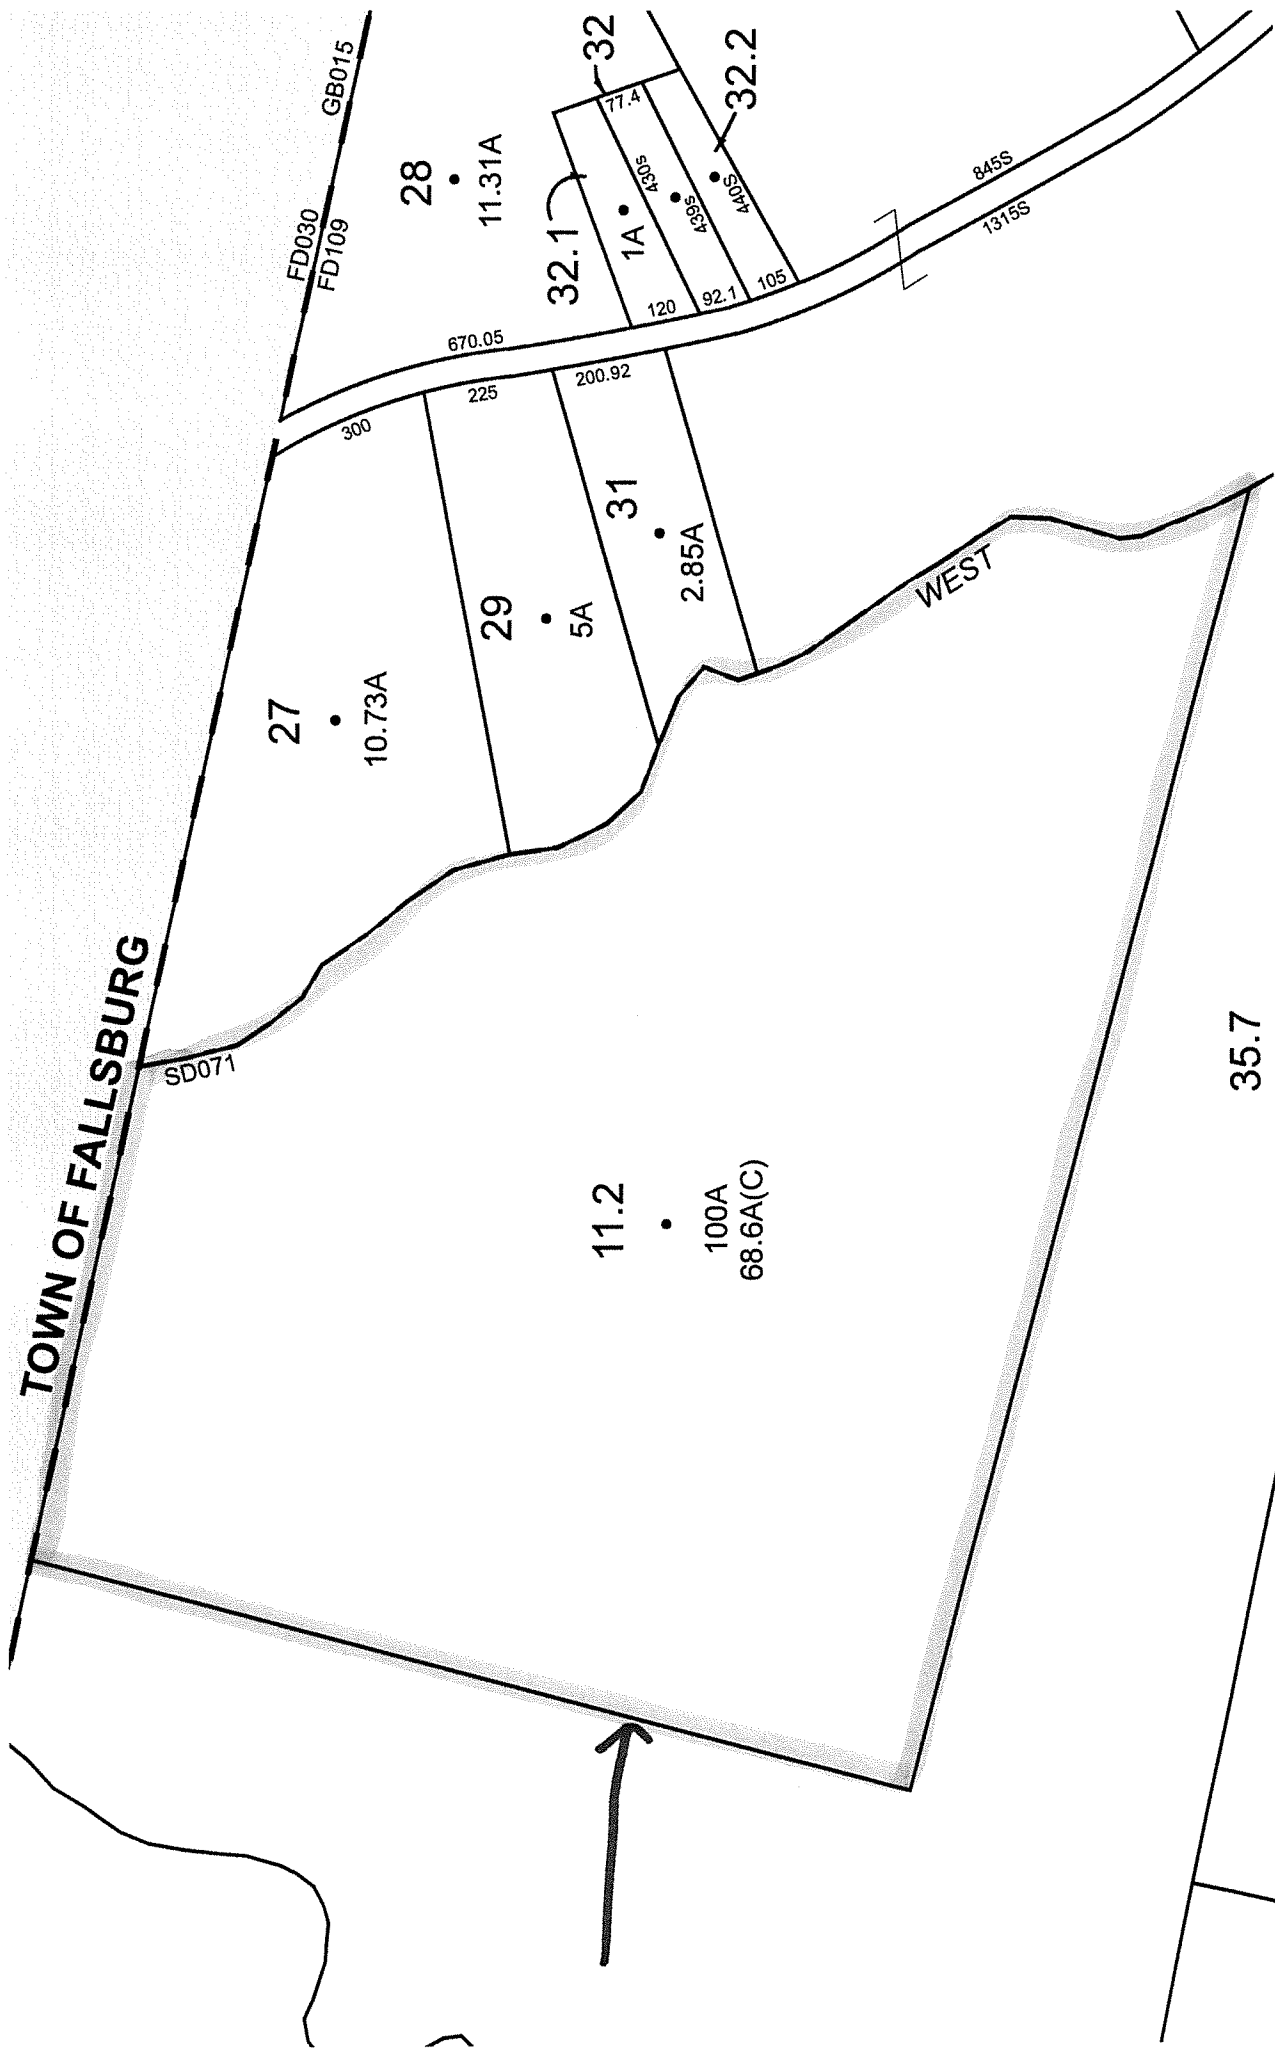 TOWN OF FALLSBURG
GB015
FD030
FD109
28
11.31A
32
77.4
32.2
32.1
1A
430s
439s
440S
120
92.1
105
845S
1315S
670.05
300
225
200.92
27
10.73A
29
5A
31
2.85A
WEST
SD071
11.2
100A
68.6A(C)
35.7